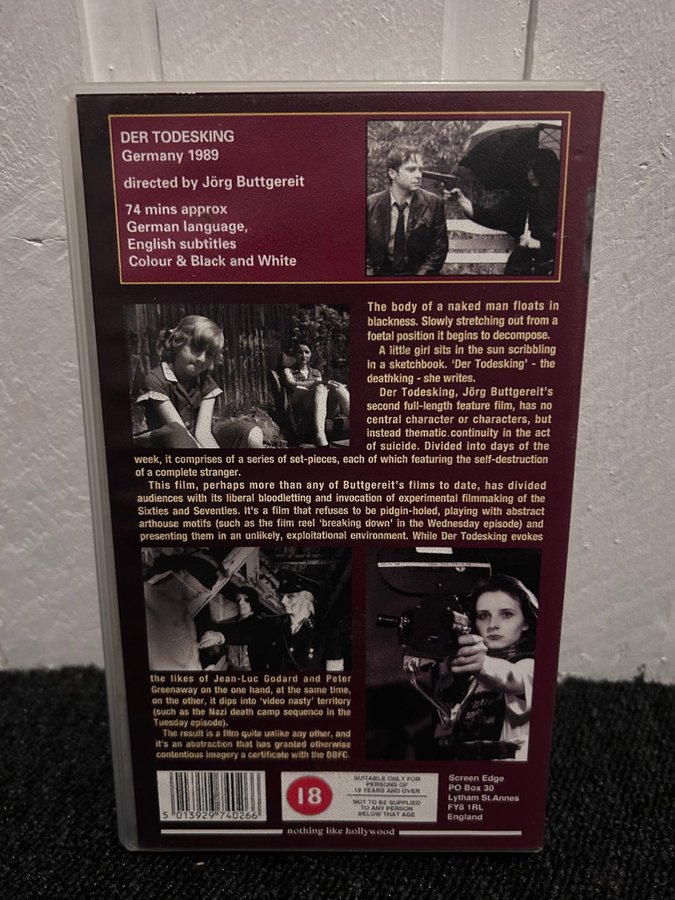 DER TODESKING
Germany 1989
directed by Jörg Buttgereit
74 mins approx
German language,
English subtitles
Colour & Black and White
The body of a naked man floats in
blackness. Slowly stretching out from a
foetal position it begins to decompose.
A little girl sits in the sun scribbling
in a sketchbook. 'Der Todesking' - the
deathking - she writes.
Der Todesking, Jörg Buttgereit's
second full-length feature film, has no
central character or characters, but
instead thematic continuity in the act
of suicide. Divided into days of the
week, it comprises of a series of set-pieces, each of which featuring the self-destruction
of a complete stranger.
This film, perhaps more than any of Buttgereit's films to date, has divided
audiences with its liberal bloodletting and invocation of experimental filmmaking of the
Sixties and Seventies. It's a film that refuses to be pidgin-holed, playing with abstract
arthouse motifs (such as the film reel 'breaking down' in the Wednesday episode) and
presenting them in an unlikely, exploitational environment. While Der Todesking evokes
the likes of Jean-Luc Godard and Peter
Greenaway on the one hand, at the same time,
on the other, it dips into 'video nasty' territory
(such as the Nazi death camp sequence in the
Tuesday episode).
The result is a film quite unlike any other, and
it's an abstraction that has granted otherwise
contentious imagery a certificate with the BBFC.
5 013929 740266
18
SUITABLE ONLY FOR
PERSONS OF
18 YEARS AND OVER
NOT TO BE SUPPLIED
TO ANY PERSON
BELOW THAT AGE
Screen Edge
PO Box 30
Lytham St.Annes
FY8 1RL
England
nothing like hollywood